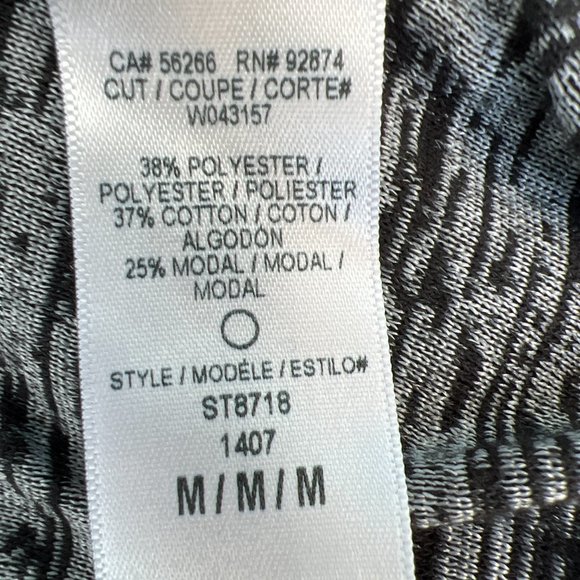 CA# 56266 RN# 92874
CUT / COUPE / CORTE#
W043157
38% POLYESTER /
POLYESTER / POLIESTER
37% COTTON / COTON /
ALGODÓN
25% MODAL / MODAL /
MODAL
STYLE / MODÉLE / ESTILO#
ST8718
1407
M / M / M